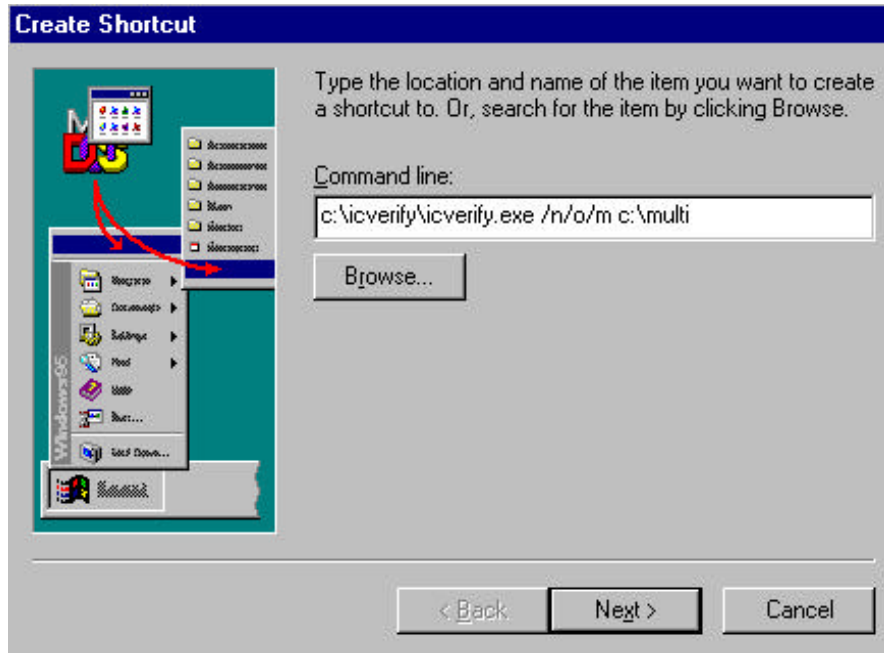 Create Shortcut
Type the location and name of the item you want to create
a shortcut to. Or, search for the item by clicking Browse.
Command line:
c:\icverify\icverify.exe /n/o/m c:\multi
Browse...
Windows95
< Back
Next >
Cancel